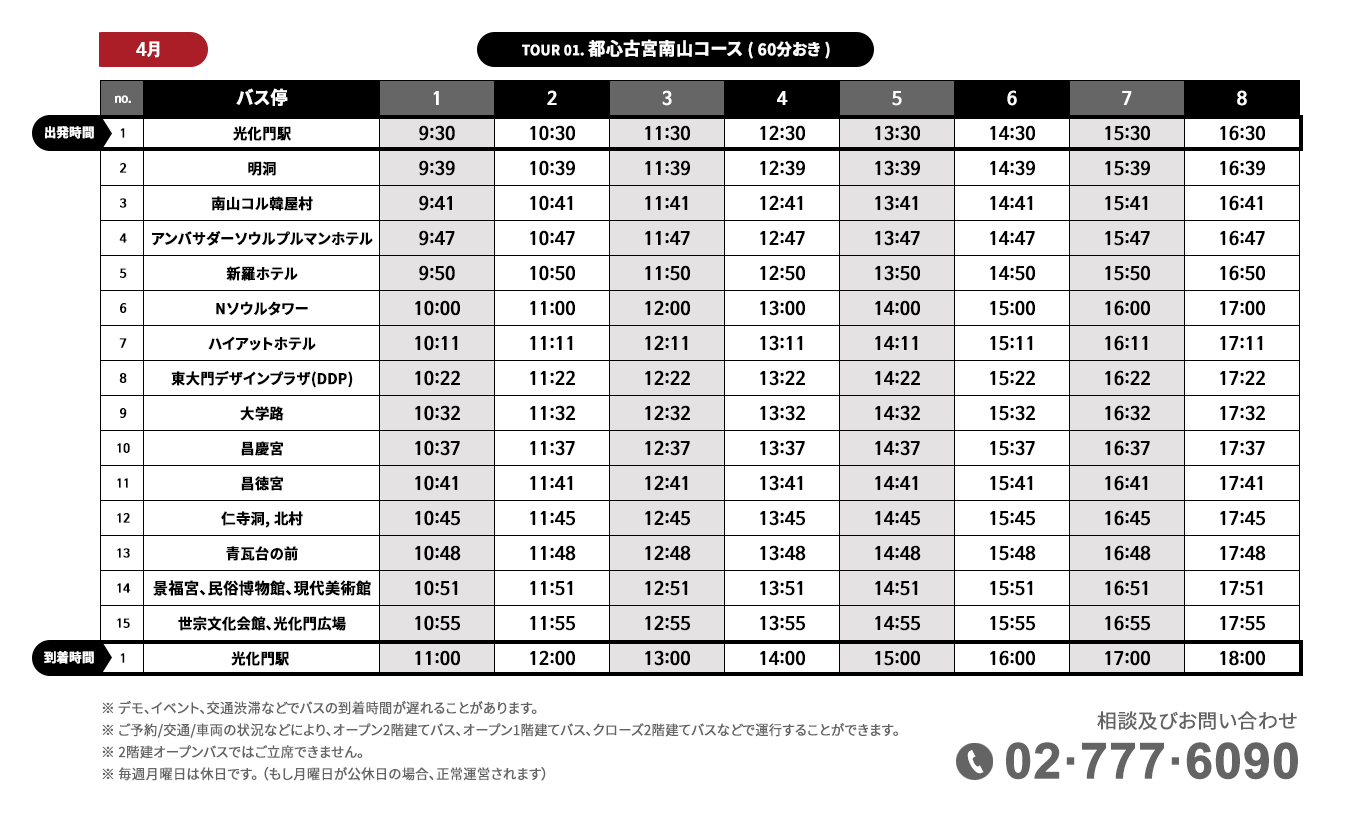 4月
TOUR 01. 都心古宮南山コース ( 60分おき )
no. バス停 1 2 3 4 5 6 7 8
出発時間 1 光化門駅 9:30 10:30 11:30 12:30 13:30 14:30 15:30 16:30
2 明洞 9:39 10:39 11:39 12:39 13:39 14:39 15:39 16:39
3 南山コル韓屋村 9:41 10:41 11:41 12:41 13:41 14:41 15:41 16:41
4 アンバサダーソウルプルマンホテル 9:47 10:47 11:47 12:47 13:47 14:47 15:47 16:47
5 新羅ホテル 9:50 10:50 11:50 12:50 13:50 14:50 15:50 16:50
6 Nソウルタワー 10:00 11:00 12:00 13:00 14:00 15:00 16:00 17:00
7 ハイアットホテル 10:11 11:11 12:11 13:11 14:11 15:11 16:11 17:11
8 東大門デザインプラザ(DDP) 10:22 11:22 12:22 13:22 14:22 15:22 16:22 17:22
9 大学路 10:32 11:32 12:32 13:32 14:32 15:32 16:32 17:32
10 昌慶宮 10:37 11:37 12:37 13:37 14:37 15:37 16:37 17:37
11 昌徳宮 10:41 11:41 12:41 13:41 14:41 15:41 16:41 17:41
12 仁寺洞, 北村 10:45 11:45 12:45 13:45 14:45 15:45 16:45 17:45
13 青瓦台の前 10:48 11:48 12:48 13:48 14:48 15:48 16:48 17:48
14 景福宮、民俗博物館、現代美術館 10:51 11:51 12:51 13:51 14:51 15:51 16:51 17:51
15 世宗文化会館、光化門広場 10:55 11:55 12:55 13:55 14:55 15:55 16:55 17:55
到着時間 1 光化門駅 11:00 12:00 13:00 14:00 15:00 16:00 17:00 18:00
※ デモ、イベント、交通渋滞などでバスの到着時間が遅れることがあります。
※ ご予約/交通/車両の状況などにより、オープン2階建てバス、オープン1階建てバス、クローズ2階建てバスなどで運行することができます。
※ 2階建オープンバスではご立席できません。
※ 毎週月曜日は休日です。（もし月曜日が公休日の場合、正常運営されます）
相談及びお問い合わせ
02·777·6090